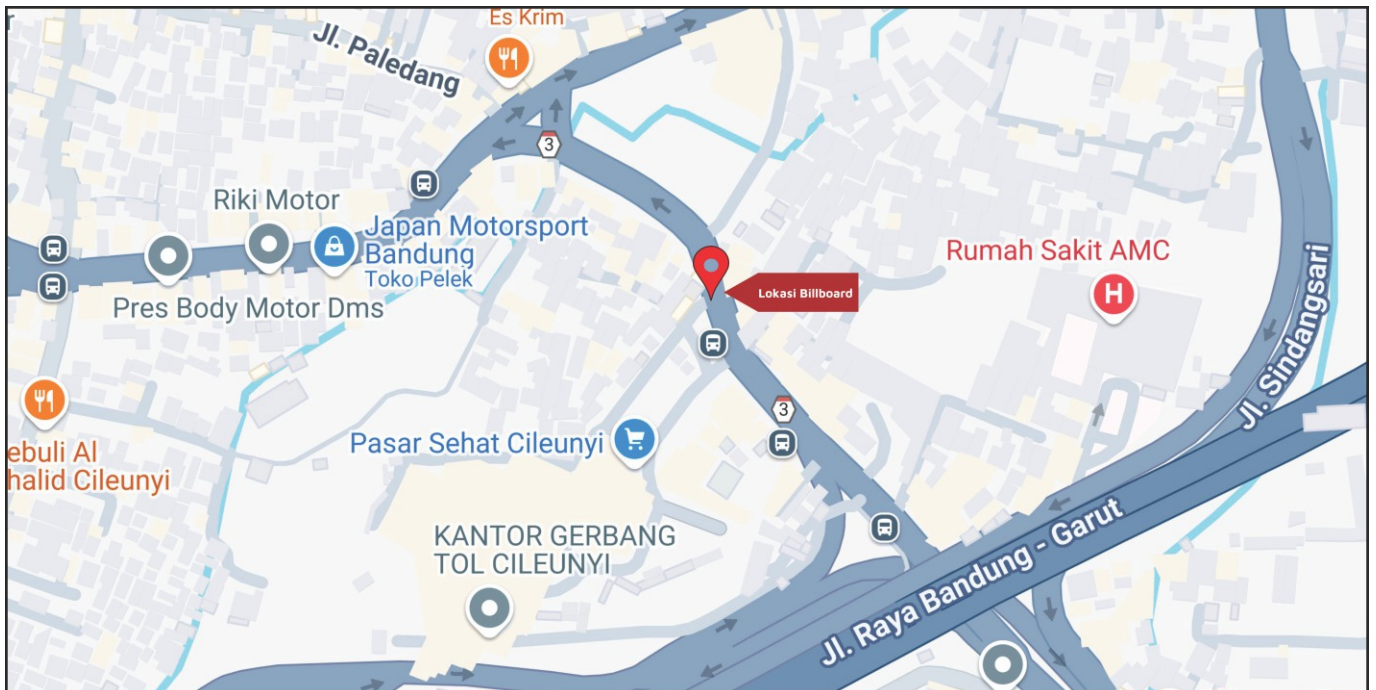 Es Krim
Jl. Paledang
3
Riki Motor
Japan Motorsport
Bandung
Toko Pelek
Pres Body Motor Dms
Lokasi Billboard
Rumah Sakit AMC
H
Jl. Sindangsari
3
ebuli Al
halid Cileunyi
Pasar Sehat Cileunyi
KANTOR GERBANG
TOL CILEUNYI
Jl. Raya Bandung - Garut